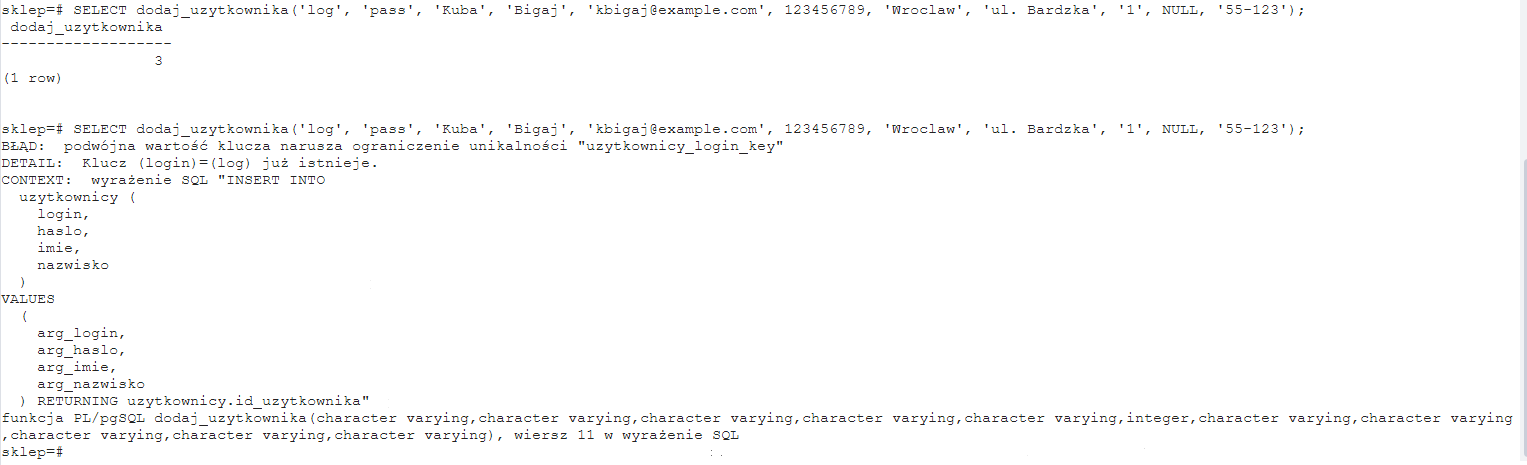 sklep=# SELECT dodaj_uzytkownika('log', 'pass', 'Kuba', 'Bigaj', 'kbigaj@example.com', 123456789, 'Wroclaw', 'ul. Bardzka', '1', NULL, '55-123');
 dodaj_uzytkownika
-------------------
                 3
(1 row)

sklep=# SELECT dodaj_uzytkownika('log', 'pass', 'Kuba', 'Bigaj', 'kbigaj@example.com', 123456789, 'Wroclaw', 'ul. Bardzka', '1', NULL, '55-123');
BŁĄD:  podwójna wartość klucza narusza ograniczenie unikalności "uzytkownicy_login_key"
DETAIL:  Klucz (login)=(log) już istnieje.
CONTEXT:  wyrażenie SQL "INSERT INTO
  uzytkownicy (
    login,
    haslo,
    imie,
    nazwisko
  )
VALUES
  (
    arg_login,
    arg_haslo,
    arg_imie,
    arg_nazwisko
  ) RETURNING uzytkownicy.id_uzytkownika"
funkcja PL/pgSQL dodaj_uzytkownika(character varying,character varying,character varying,character varying,character varying,integer,character varying,character varying
,character varying,character varying,character varying), wiersz 11 w wyrażenie SQL
sklep=#